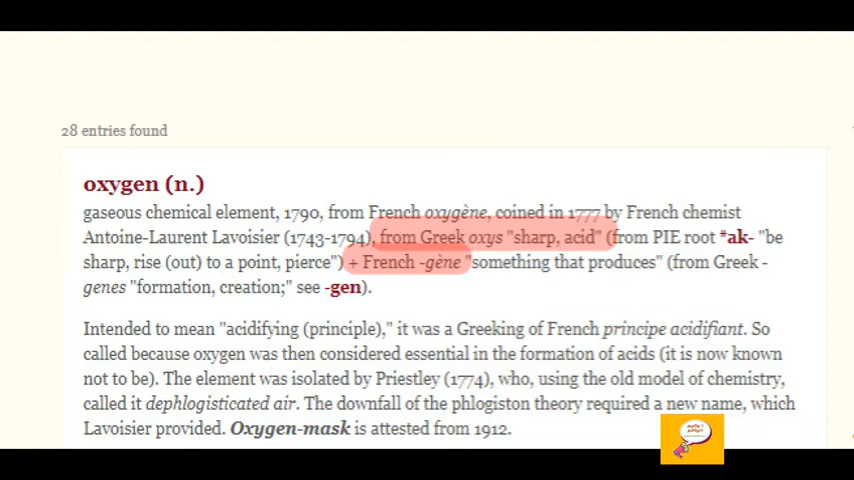 28 entries found
oxygen (n.)
gaseous chemical element, 1790, from French oxygène, coined in 1777 by French chemist
Antoine-Laurent Lavoisier (1743-1794), from Greek oxys "sharp, acid" (from PIE root *ak- "be
sharp, rise (out) to a point, pierce") + French -gène "something that produces" (from Greek -
genes "formation, creation;" see -gen).
Intended to mean "acidifying (principle)," it was a Greeking of French principe acidifiant. So
called because oxygen was then considered essential in the formation of acids (it is now known
not to be). The element was isolated by Priestley (1774), who, using the old model of chemistry,
called it dephlogisticated air. The downfall of the phlogiston theory required a new name, which
Lavoisier provided. Oxygen-mask is attested from 1912.